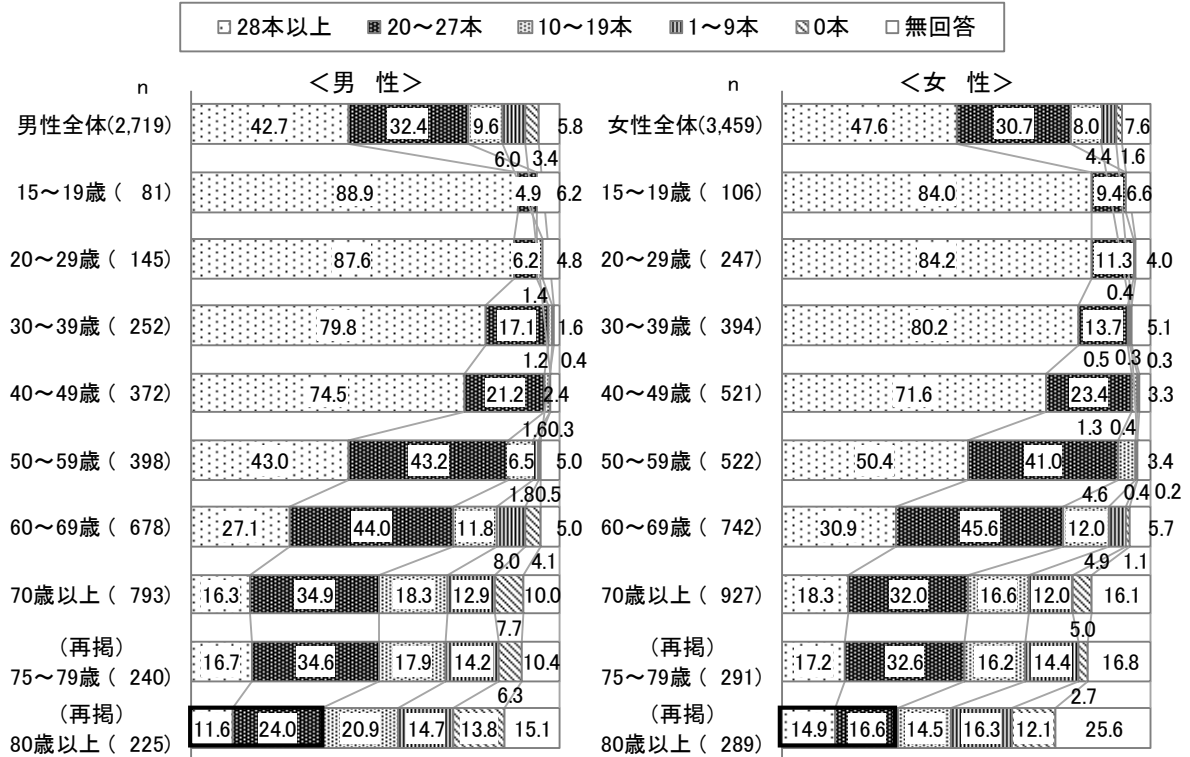 28本以上 20～27本 10～19本 1～9本 0本 無回答
n ＜男 性＞
男性全体(2,719) 42.7 32.4 9.6 5.8
6.0 3.4
15～19歳( 81) 88.9 4.9 6.2
20～29歳( 145) 87.6 6.2 4.8
1.4
30～39歳( 252) 79.8 17.1 1.6
1.2 0.4
40～49歳( 372) 74.5 21.2 2.4
1.6 0.3
50～59歳( 398) 43.0 43.2 6.5 5.0
1.8 0.5
60～69歳( 678) 27.1 44.0 11.8 5.0
8.0 4.1
70歳以上( 793) 16.3 34.9 18.3 12.9 10.0
7.7
(再掲)
75～79歳( 240) 16.7 34.6 17.9 14.2 10.4
6.3
(再掲)
80歳以上( 225) 11.6 24.0 20.9 14.7 13.8 15.1
n ＜女 性＞
女性全体(3,459) 47.6 30.7 8.0 7.6
4.4 1.6
15～19歳( 106) 84.0 9.4 6.6
20～29歳( 247) 84.2 11.3 4.0
0.4
30～39歳( 394) 80.2 13.7 5.1
0.5 0.3 0.3
40～49歳( 521) 71.6 23.4 3.3
1.3 0.4
50～59歳( 522) 50.4 41.0 3.4
4.6 0.4 0.2
60～69歳( 742) 30.9 45.6 12.0 5.7
4.9 1.1
70歳以上( 927) 18.3 32.0 16.6 12.0 16.1
5.0
(再掲)
75～79歳( 291) 17.2 32.6 16.2 14.4 16.8
2.7
(再掲)
80歳以上( 289) 14.9 16.6 14.5 16.3 12.1 25.6